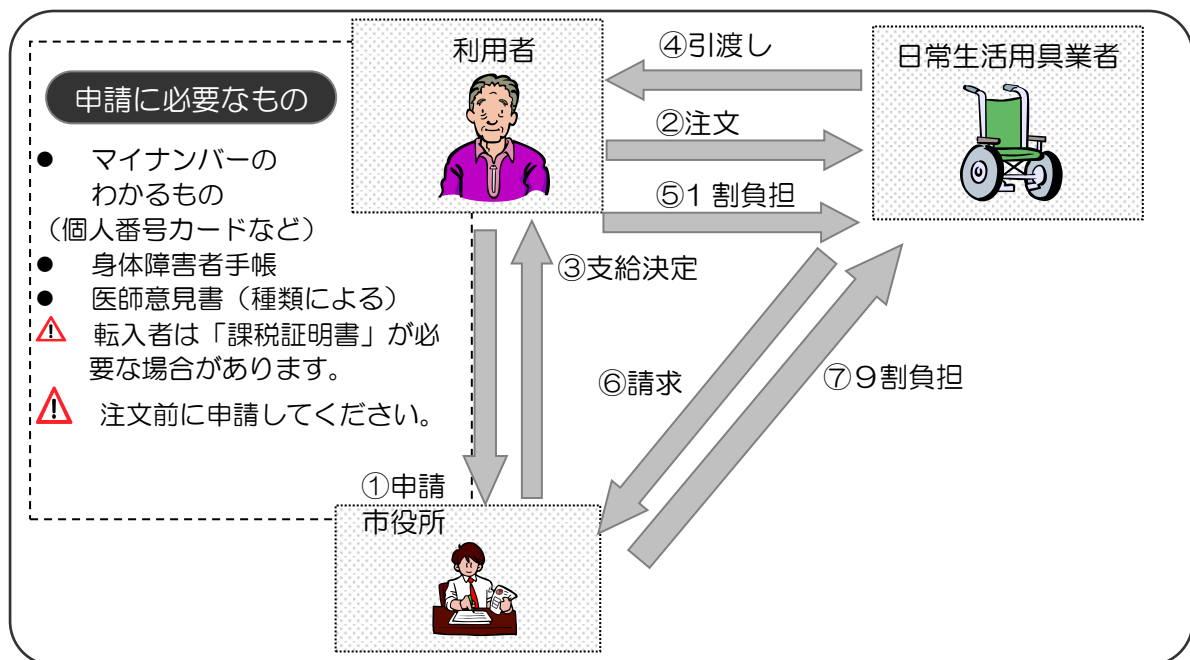 利用者
④引渡し
日常生活用具業者
申請に必要なもの
②注文
● マイナンバーの
わかるもの
（個人番号カードなど）
● 身体障害者手帳
● 医師意見書（種類による）
転入者は「課税証明書」が必
要な場合があります。
注文前に申請してください。
⑤1 割負担
③支給決定
⑥請求
⑦９割負担
①申請
市役所